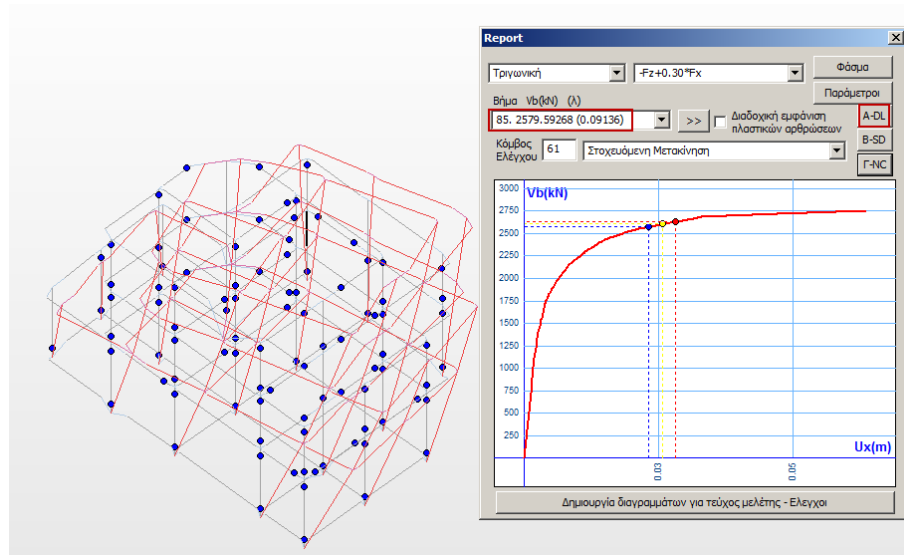 Report
Τριγωνική -Fz+0.30*Fx Φάσμα
Παράμετροι
Βήμα Vb(kN) (λ)
85. 2579.59268 (0.09136) >> Διαδοχική εμφάνιση πλαστικών αρθρώσεων A-DL
B-SD
Κόμβος Ελέγχου 61 Στοχευόμενη Μετακίνηση
Γ-NC
Vb(kN)
3000
2750
2500
2250
2000
1750
1500
1250
1000
750
500
250
Ux(m)
0.03 0.05
Δημιουργία διαγραμμάτων για τεύχος μελέτης - Ελεγχοι